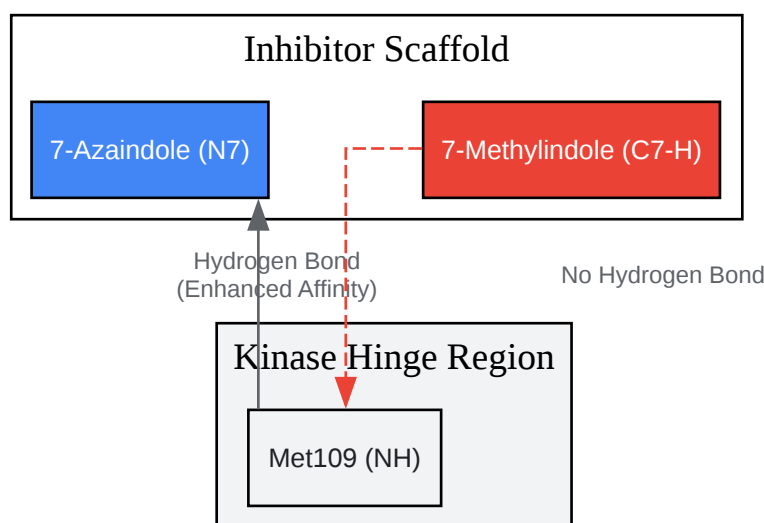 Inhibitor Scaffold
7-Azaindole (N7)
7-Methylindole (C7-H)
Hydrogen Bond
(Enhanced Affinity)
No Hydrogen Bond
Kinase Hinge Region
Met109 (NH)